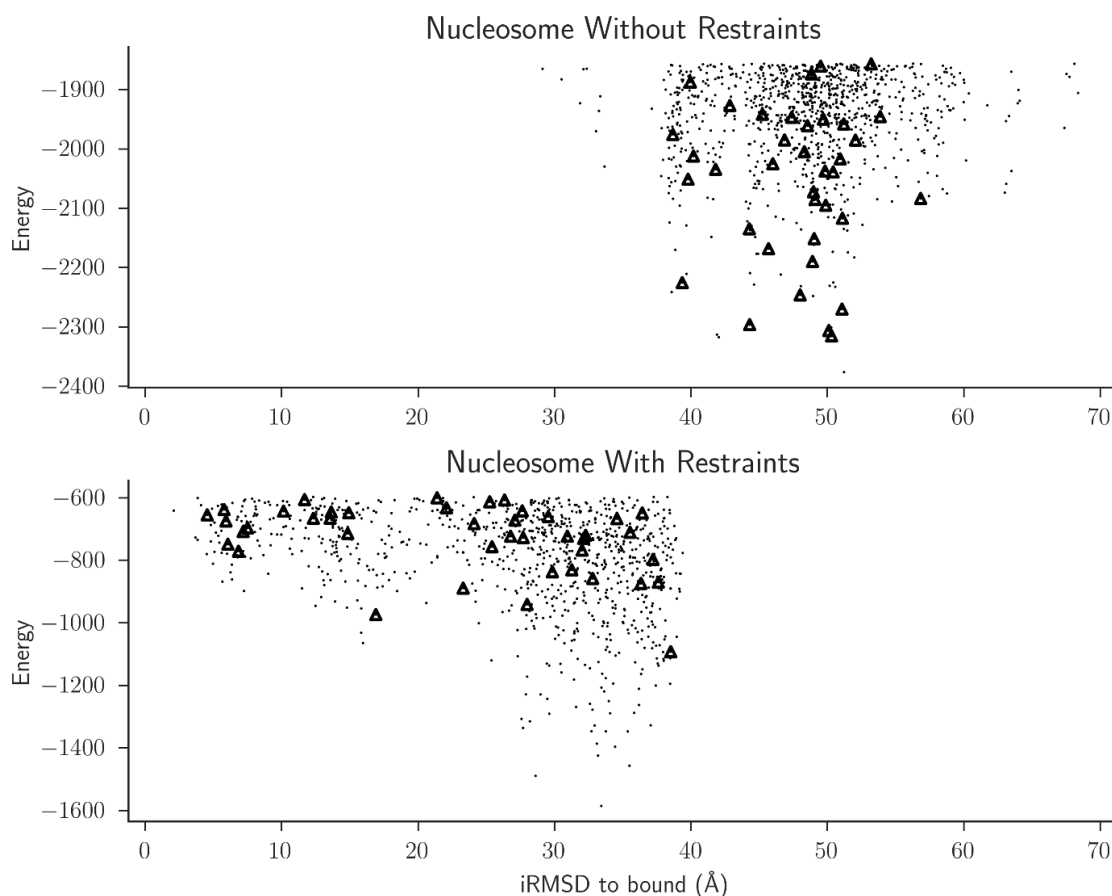 Nucleosome Without Restraints
Energy
−1900
−2000
−2100
−2200
−2300
−2400
0 10 20 30 40 50 60 70
Nucleosome With Restraints
Energy
−600
−800
−1000
−1200
−1400
−1600
0 10 20 30 40 50 60 70
iRMSD to bound (Å)